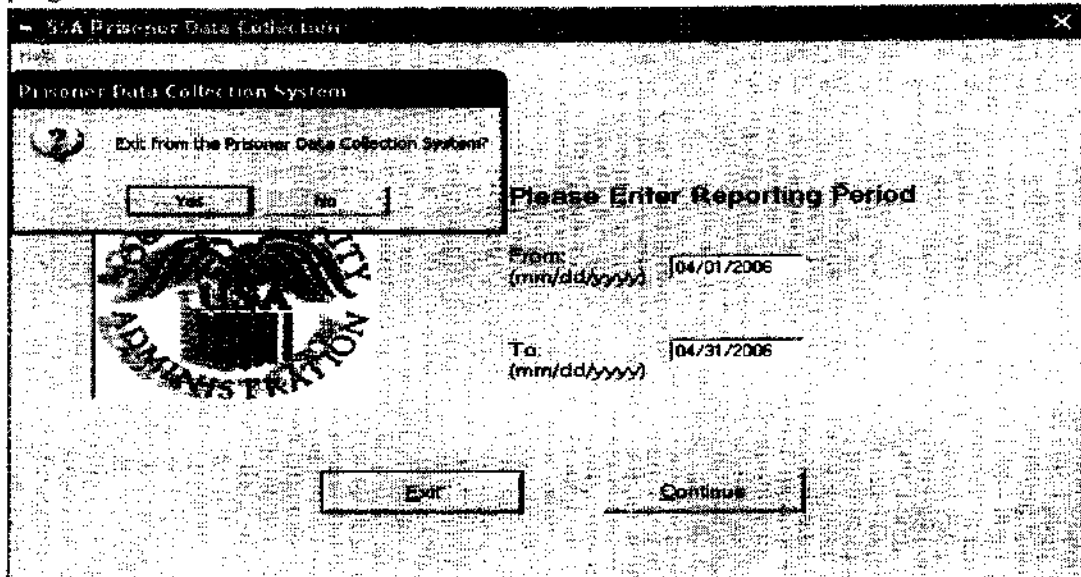 SSA Prisoner Data Collection
Help
Prisoner Data Collection System
Exit from the Prisoner Data Collection System?
Yes No
Please Enter Reporting Period
From:
(mm/dd/yyyy) 04/01/2006
USA
ADMINISTRATION
To:
(mm/dd/yyyy) 04/31/2006
Exit Continue